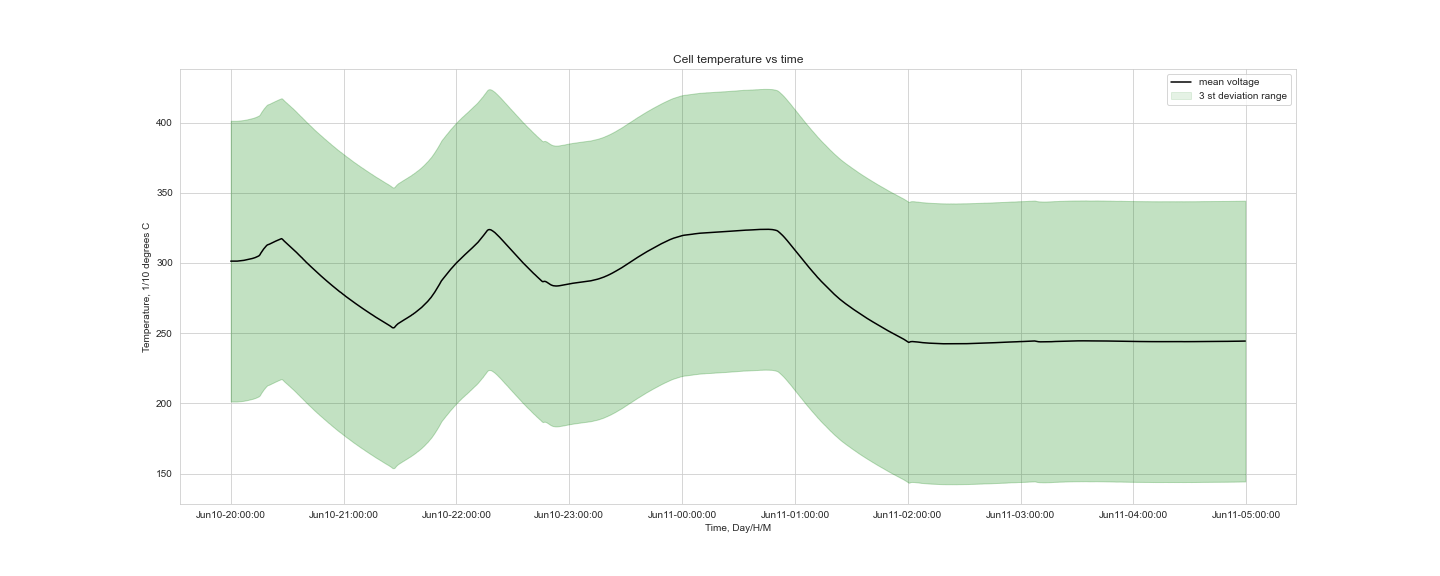 Cell temperature vs time
mean voltage
3 st deviation range
Temperature, 1/10 degrees C
400
350
300
250
200
150
Jun10-20:00:00 Jun10-21:00:00 Jun10-22:00:00 Jun10-23:00:00 Jun11-00:00:00 Jun11-01:00:00 Jun11-02:00:00 Jun11-03:00:00 Jun11-04:00:00 Jun11-05:00:00
Time, Day/H/M